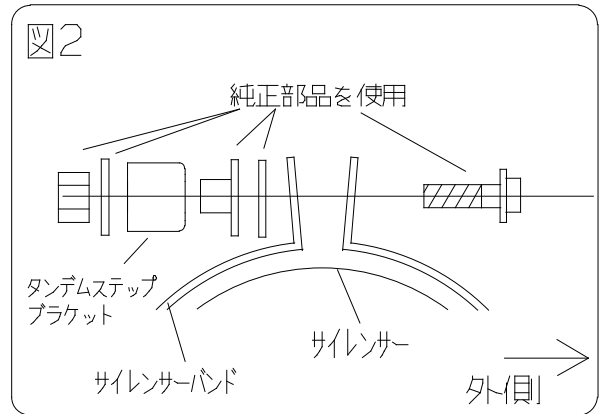 図2
純正部品を使用
タンデムステップ
ブラケット
サイレンサー
サイレンサーバンド
外側